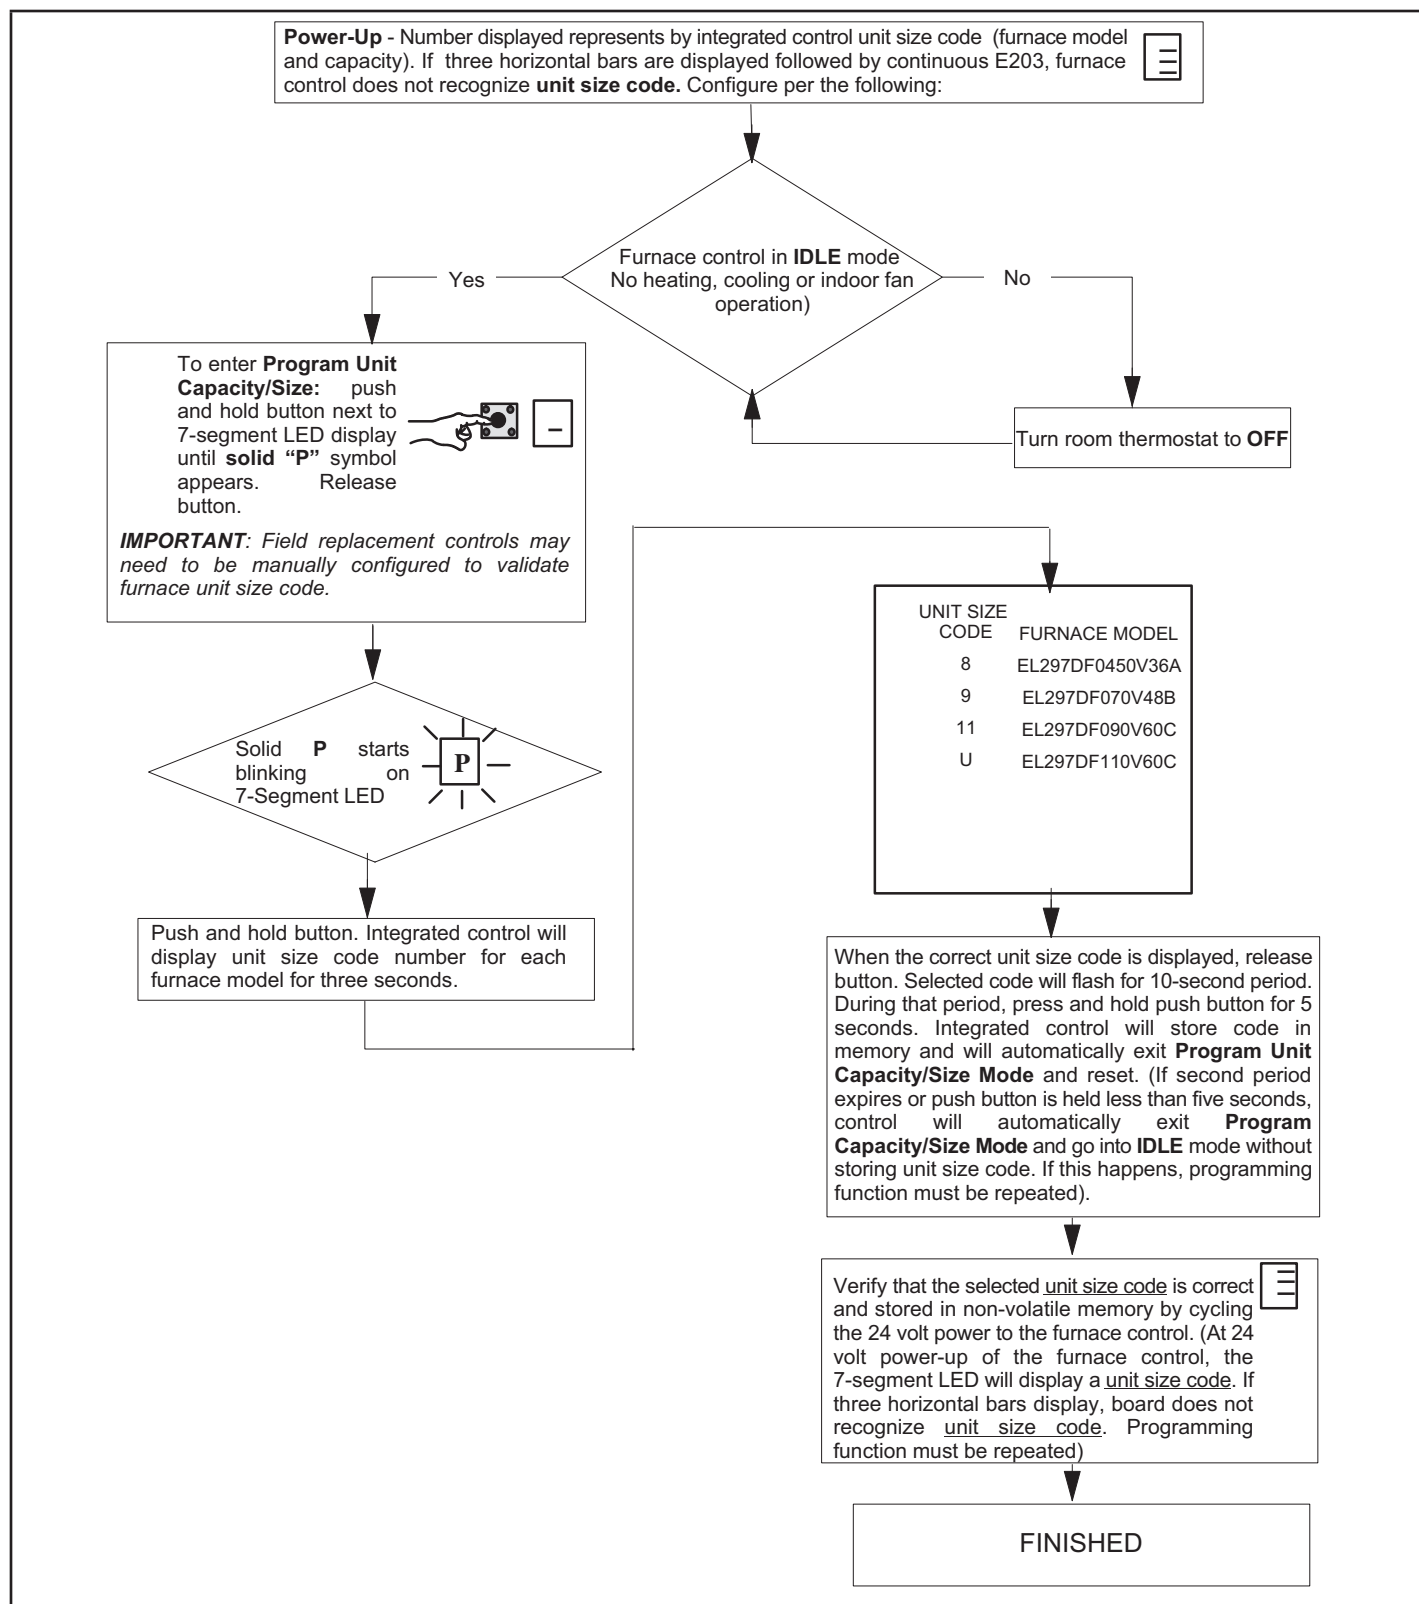 Power-Up - Number displayed represents by integrated control unit size code (furnace model
and capacity). If three horizontal bars are displayed followed by continuous E203, furnace
control does not recognize unit size code. Configure per the following:
Furnace control in IDLE mode
No heating, cooling or indoor fan
operation)
Yes
No
To enter Program Unit
Capacity/Size: push
and hold button next to
7-segment LED display
until solid “P” symbol
appears. Release
button.
IMPORTANT: Field replacement controls may
need to be manually configured to validate
furnace unit size code.
Turn room thermostat to OFF
Solid P starts
blinking on
7-Segment LED
P
Push and hold button. Integrated control will
display unit size code number for each
furnace model for three seconds.
UNIT SIZE
CODE FURNACE MODEL
8 EL297DF0450V36A
9 EL297DF070V48B
11 EL297DF090V60C
U EL297DF110V60C
When the correct unit size code is displayed, release
button. Selected code will flash for 10-second period.
During that period, press and hold push button for 5
seconds. Integrated control will store code in
memory and will automatically exit Program Unit
Capacity/Size Mode and reset. (If second period
expires or push button is held less than five seconds,
control will automatically exit Program
Capacity/Size Mode and go into IDLE mode without
storing unit size code. If this happens, programming
function must be repeated).
Verify that the selected unit size code is correct
and stored in non-volatile memory by cycling
the 24 volt power to the furnace control. (At 24
volt power-up of the furnace control, the
7-segment LED will display a unit size code. If
three horizontal bars display, board does not
recognize unit size code. Programming
function must be repeated)
FINISHED